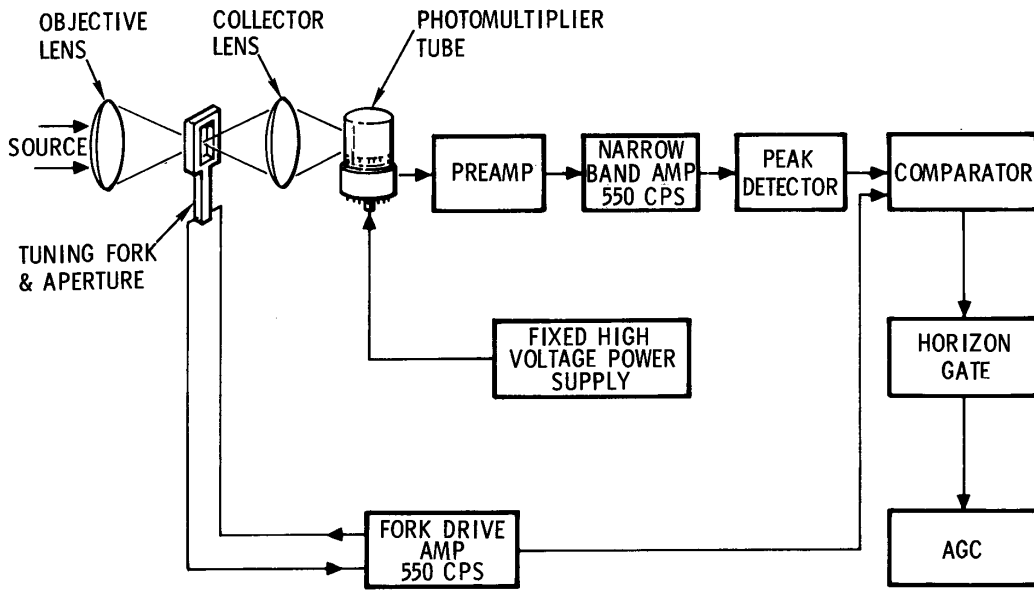 OBJECTIVE
LENS
COLLECTOR
LENS
PHOTOMULTIPLIER
TUBE
SOURCE
TUNING FORK
& APERTURE
PREAMP
NARROW
BAND AMP
550 CPS
PEAK
DETECTOR
COMPARATOR
FIXED HIGH
VOLTAGE POWER
SUPPLY
HORIZON
GATE
FORK DRIVE
AMP
550 CPS
AGC